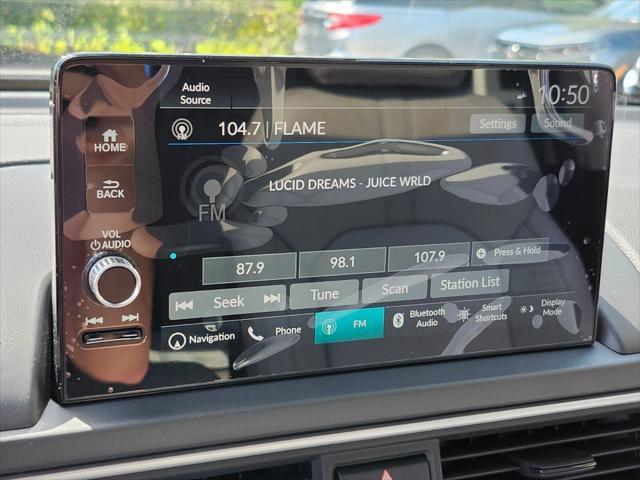 Audio
Source
10:50
FM
104.7 | FLAME
Settings
Sound
HOME
BACK
VOL
AUDIO
FM
LUCID DREAMS - JUICE WRLD
87.9
98.1
107.9
Press & Hold
Seek
Tune
Scan
Station List
Navigation
Phone
FM
Bluetooth
Audio
Smart
Shortcuts
Display
Mode